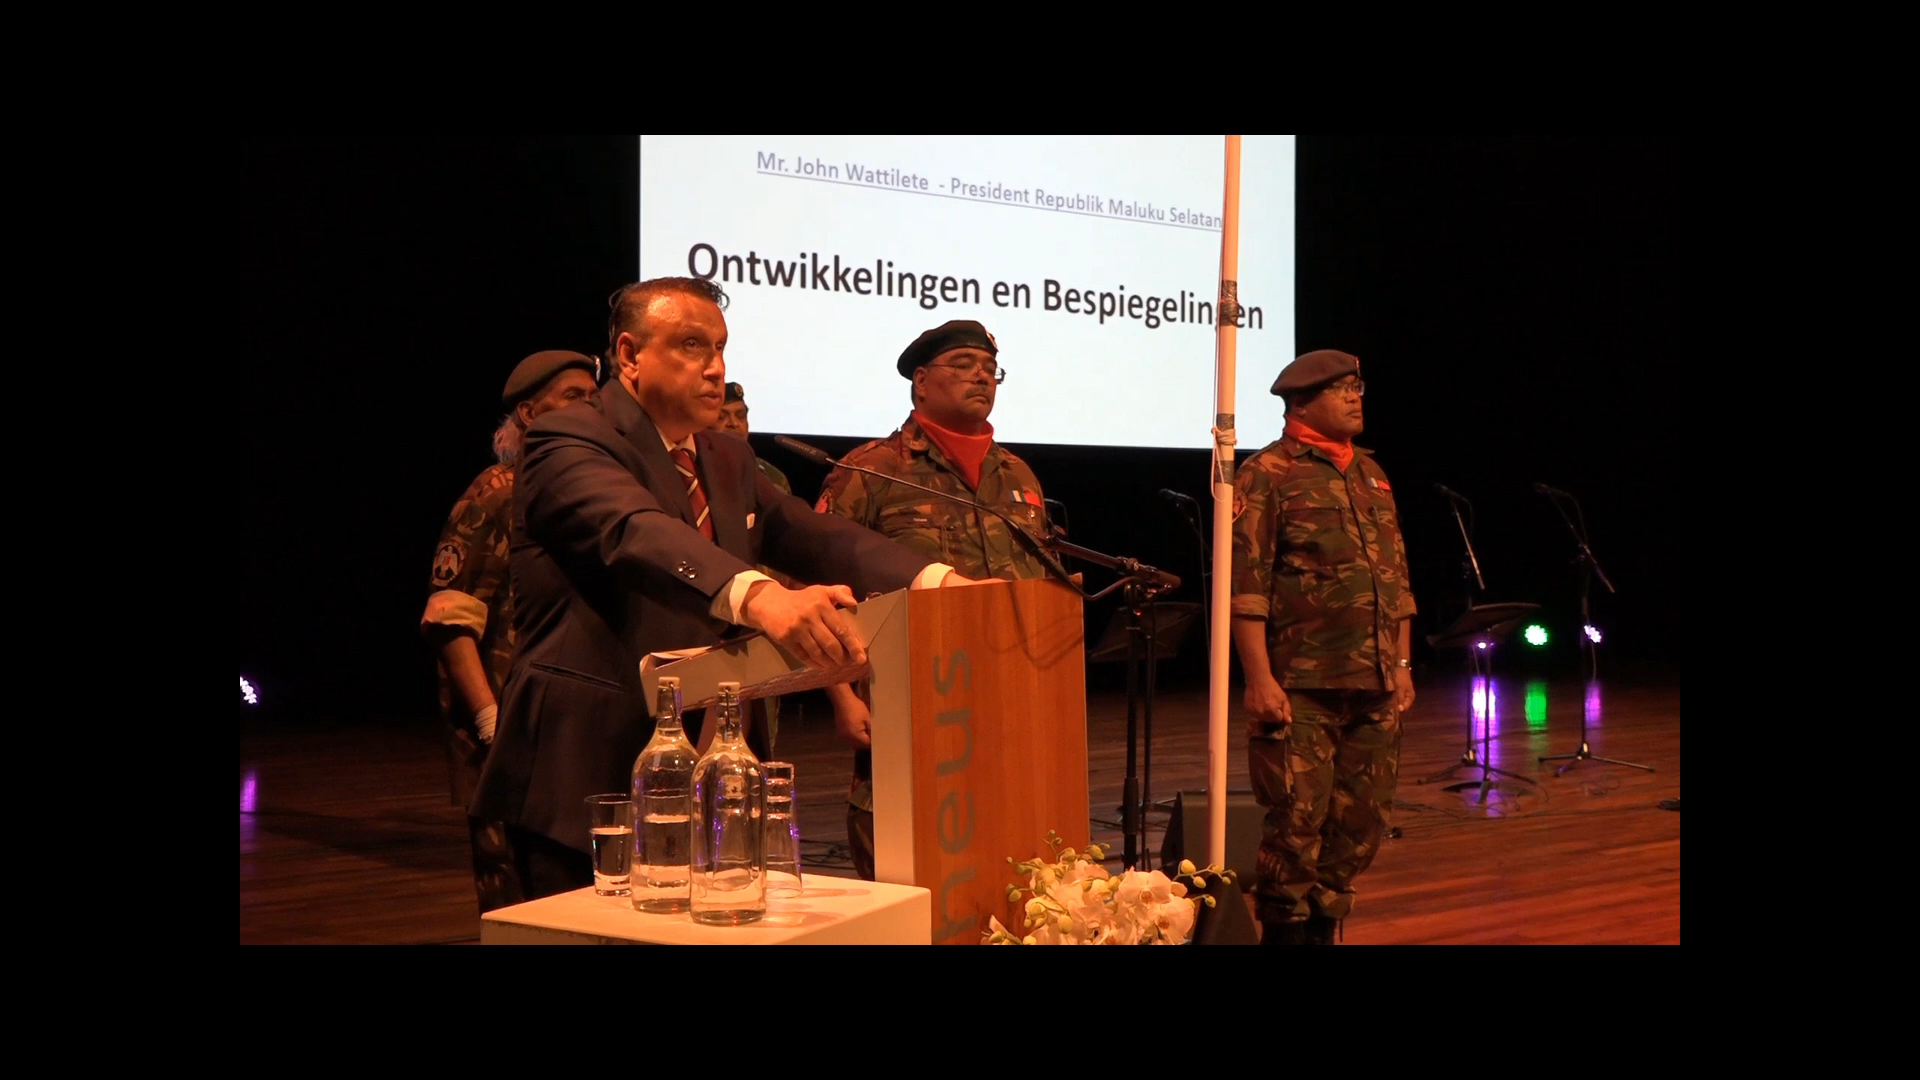 Mr. John Wattilete - President Republik Maluku Selatan
Ontwikkelingen en Bespiegelingen
heus